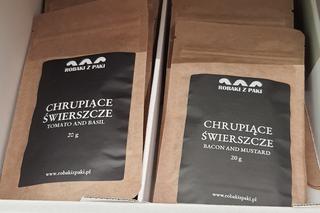 ROBAKI Z PAKI
CHRUPIĄCE
ŚWIERSZCZE
TOMATO AND BASIL
20 g
www.robakizpaki.pl
ROBAKI Z PAKI
CHRUPIĄCE
ŚWIERSZCZE
BACON AND MUSTARD
20 g
www.robakizpaki.pl